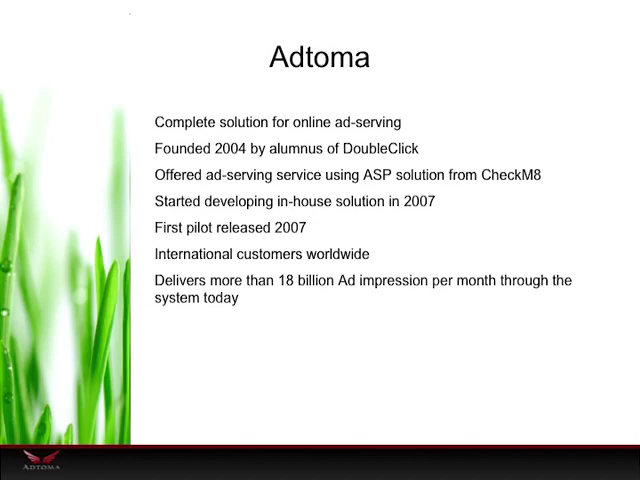 Adtoma
Complete solution for online ad-serving
Founded 2004 by alumnus of DoubleClick
Offered ad-serving service using ASP solution from CheckM8
Started developing in-house solution in 2007
First pilot released 2007
International customers worldwide
Delivers more than 18 billion Ad impression per month through the
system today
ADTOMA